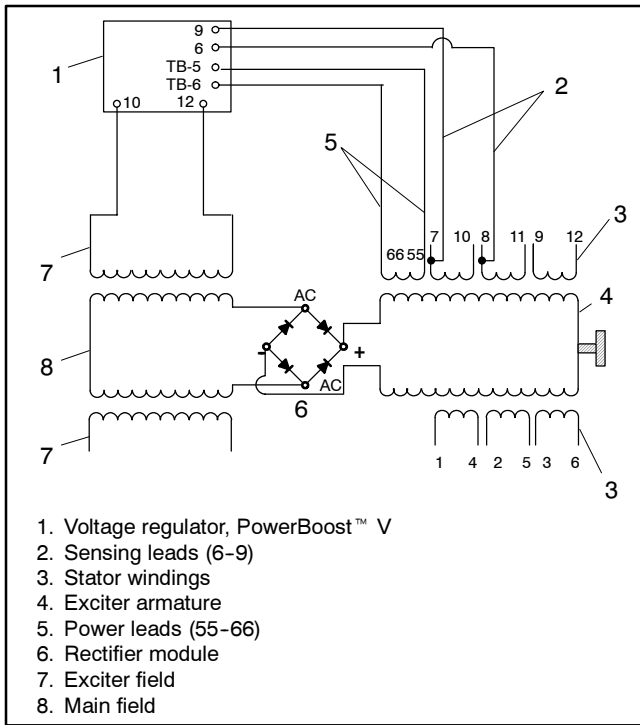 9
6
TB-5
TB-6
10 12
1
2
5
7
66 55 7 10 8 11 9 12
3
4
AC
- +
AC
8
6
7
1 4 2 5 3 6
3
1. Voltage regulator, PowerBoost™ V
2. Sensing leads (6-9)
3. Stator windings
4. Exciter armature
5. Power leads (55-66)
6. Rectifier module
7. Exciter field
8. Main field